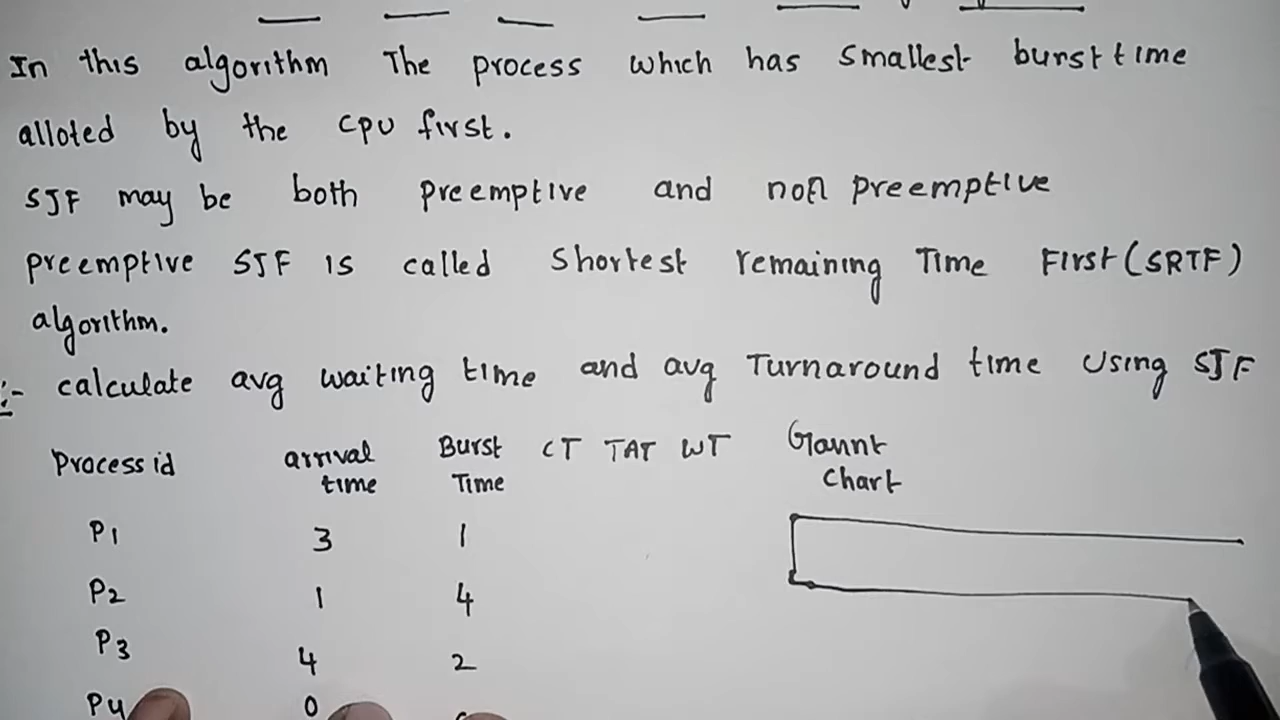 In this algorithm The process which has smallest burst time
alloted by the cpu first.
SJF may be both preemptive and non preemptive
preemptive SJF is called shortest remaining Time First (SRTF)
algorithm.
:- calculate avg waiting time and avg Turnaround time using SJF
Process id arrival time Burst Time CT TAT WT Gannt chart
P1 3 1
P2 1 4
P3 4 2
P4 0